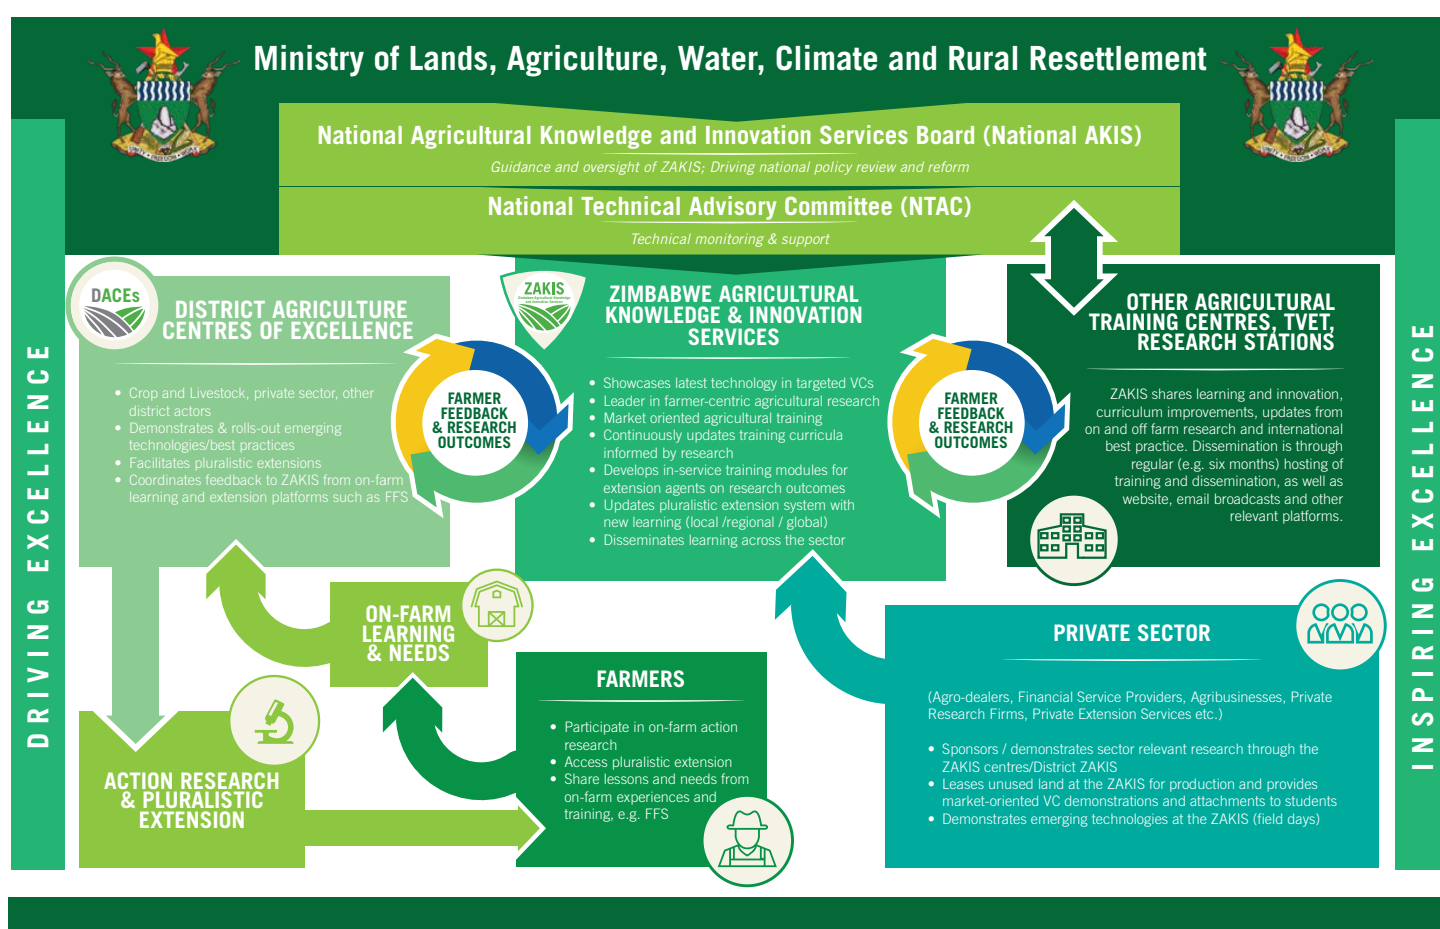 Ministry of Lands, Agriculture, Water, Climate and Rural Resettlement
National Agricultural Knowledge and Innovation Services Board (National AKIS)
Guidance and oversight of ZAKIS; Driving national policy review and reform
National Technical Advisory Committee (NTAC)
Technical monitoring & support
DRIVING EXCELLENCE
DACEs
DISTRICT AGRICULTURE
CENTRES OF EXCELLENCE
• Crop and Livestock, private sector, other
district actors
• Demonstrates & rolls-out emerging
technologies/best practices
• Facilitates pluralistic extensions
• Coordinates feedback to ZAKIS from on-farm
learning and extension platforms such as FFS
FARMER
FEEDBACK
& RESEARCH
OUTCOMES
ZAKIS
Zimbabwe Agricultural Knowledge
and Innovation Services
ZIMBABWE AGRICULTURAL
KNOWLEDGE & INNOVATION
SERVICES
• Showcases latest technology in targeted VCs
• Leader in farmer-centric agricultural research
• Market oriented agricultural training
• Continuously updates training curricula
informed by research
• Develops in-service training modules for
extension agents on research outcomes
• Updates pluralistic extension system with
new learning (local /regional / global)
• Disseminates learning across the sector
FARMER
FEEDBACK
& RESEARCH
OUTCOMES
OTHER AGRICULTURAL
TRAINING CENTRES, TVET,
RESEARCH STATIONS
ZAKIS shares learning and innovation,
curriculum improvements, updates from
on and off farm research and international
best practice. Dissemination is through
regular (e.g. six months) hosting of
training and dissemination, as well as
website, email broadcasts and other
relevant platforms.
INSPIRING EXCELLENCE
ON-FARM
LEARNING
& NEEDS
ACTION RESEARCH
& PLURALISTIC
EXTENSION
FARMERS
• Participate in on-farm action
research
• Access pluralistic extension
• Share lessons and needs from
on-farm experiences and
training, e.g. FFS
PRIVATE SECTOR
(Agro-dealers, Financial Service Providers, Agribusinesses, Private
Research Firms, Private Extension Services etc.)
• Sponsors / demonstrates sector relevant research through the
ZAKIS centres/District ZAKIS
• Leases unused land at the ZAKIS for production and provides
market-oriented VC demonstrations and attachments to students
• Demonstrates emerging technologies at the ZAKIS (field days)